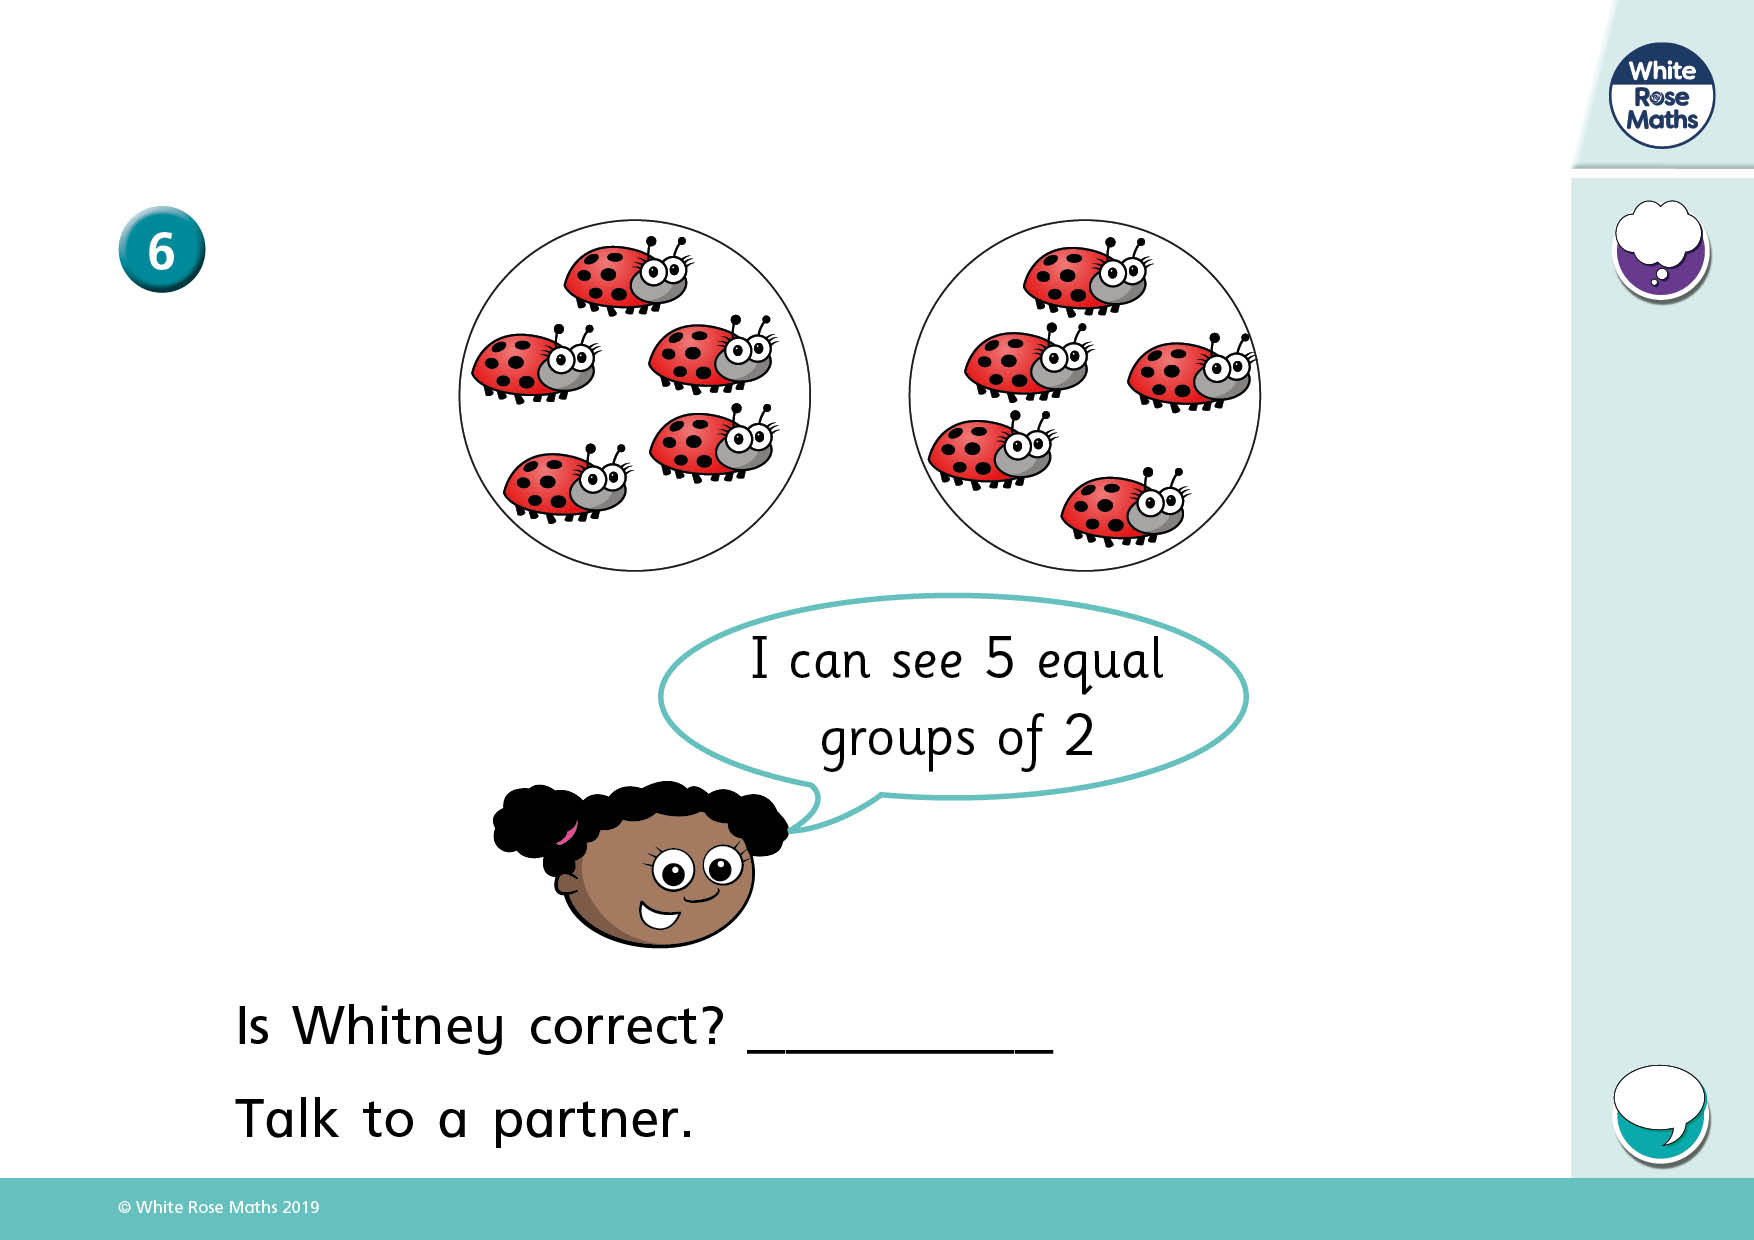 White
Rose
Maths
6
I can see 5 equal
groups of 2
Is Whitney correct? ________
Talk to a partner.
© White Rose Maths 2019